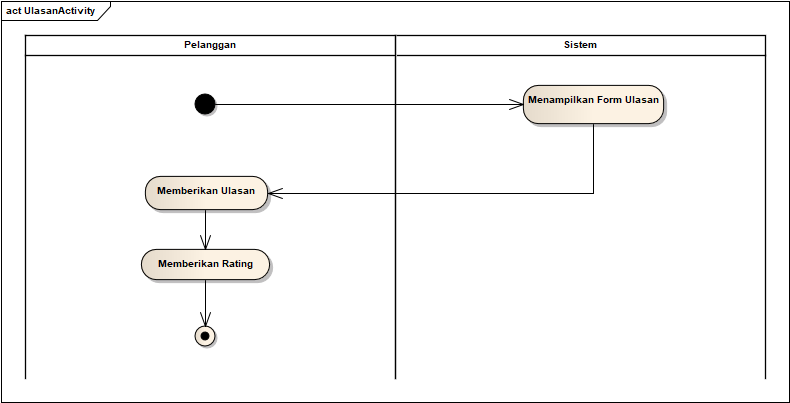 act UlasanActivity
Pelanggan
Sistem
Menampilkan Form Ulasan
Memberikan Ulasan
Memberikan Rating